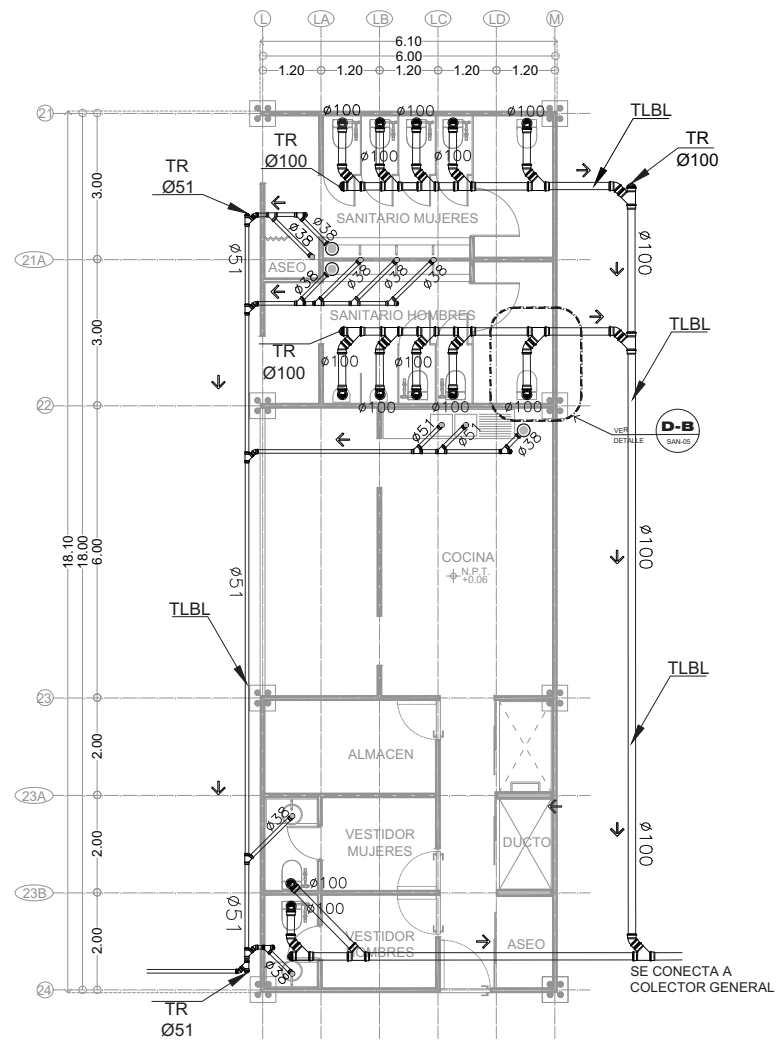 L
LA
LB
LC
LD
M
6.10
6.00
1.20
1.20
1.20
1.20
1.20
21
ø100
ø100
ø100
ø100
TLBL
TR
Ø100
TR
Ø100
TR
Ø51
ø100
ø100
3.00
SANITARIO MUJERES
ø38
ø38
ø51
ø100
21A
ASEO
ø38
ø38
ø38
ø38
SANITARIO HOMBRES
TLBL
3.00
TR
Ø100
ø100
ø100
22
ø100
ø100
ø100
ø51
ø51
ø38
VER
DETALLE
D-B
SAN-05
18.10
18.00
6.00
COCINA
N.P.T.
+0.06
ø100
ø51
TLBL
TLBL
23
2.00
ALMACEN
23A
ø38
VESTIDOR
MUJERES
DUCTO
ø100
2.00
ø100
23B
ø100
ø51
VESTIDOR
HOMBRES
ASEO
2.00
ø38
SE CONECTA A
COLECTOR GENERAL
24
TR
Ø51